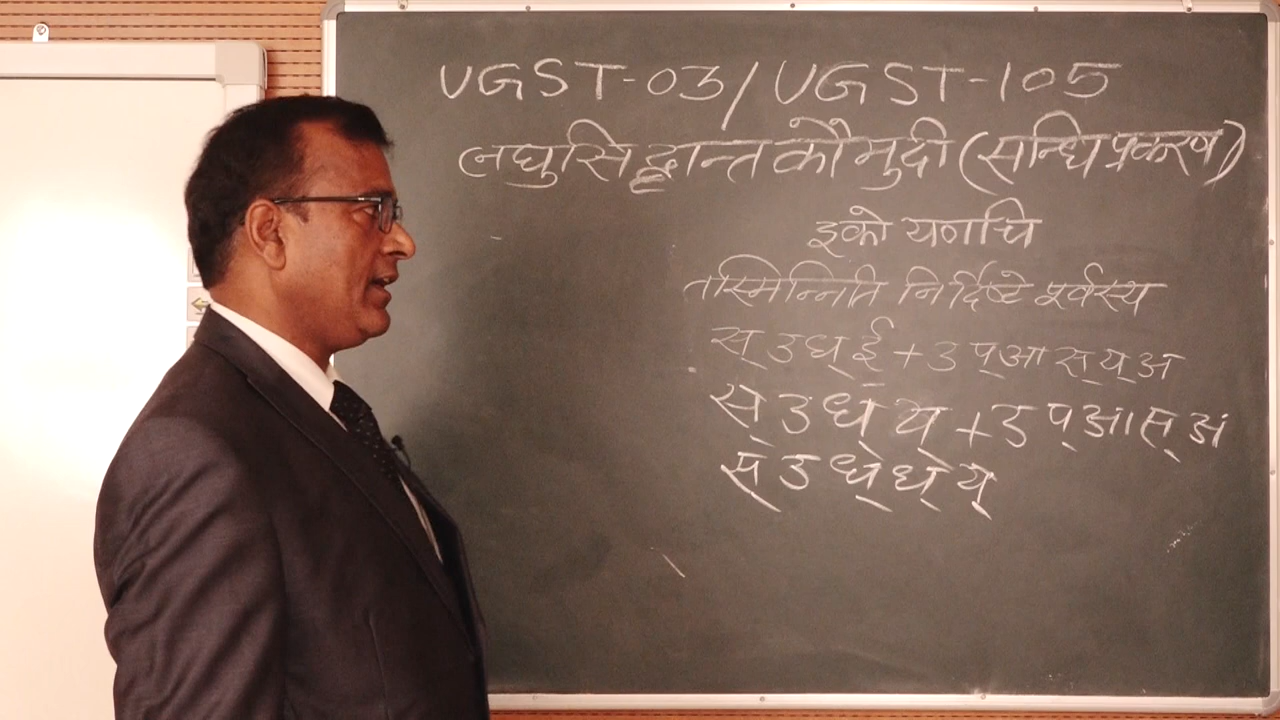 UGST-03/UGST-105
लघुसिद्धान्तकौमुदी (सन्धिप्रकरण)
इको यणचि
तस्मिन्निति निर्दिष्टे पूर्वस्य
स् उ ध् ई + उ प् आ स् य् अ
स् उ ध् य् + उ प् आ स् अ
स् उ ध् ध् य्